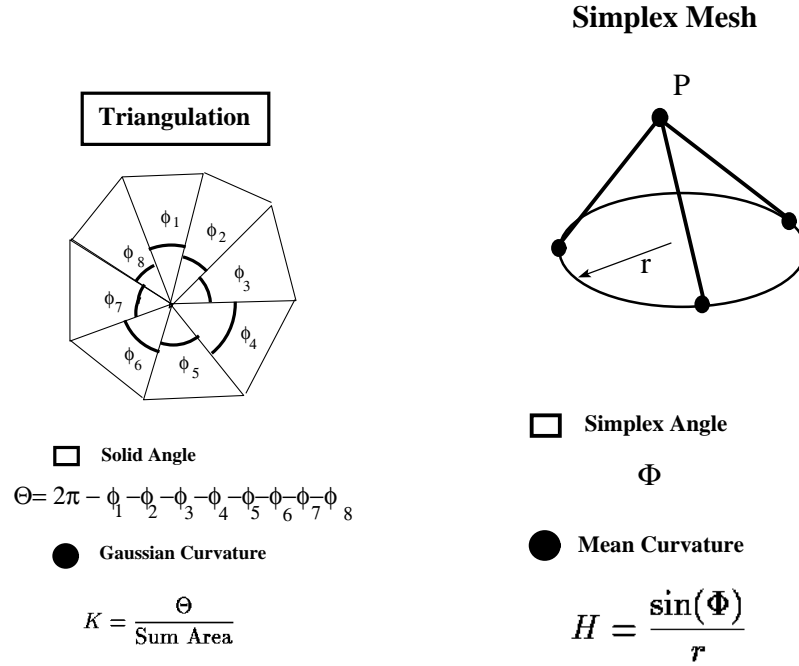 Simplex Mesh
Triangulation
P
r
ϕ1
ϕ2
ϕ3
ϕ4
ϕ5
ϕ6
ϕ7
ϕ8
Solid Angle
Θ= 2π − ϕ1 −ϕ2 −ϕ3 −ϕ4 −ϕ5 −ϕ6 −ϕ7 −ϕ8
Gaussian Curvature
K = Θ / Sum Area
Simplex Angle
Φ
Mean Curvature
H = sin(Φ) / r